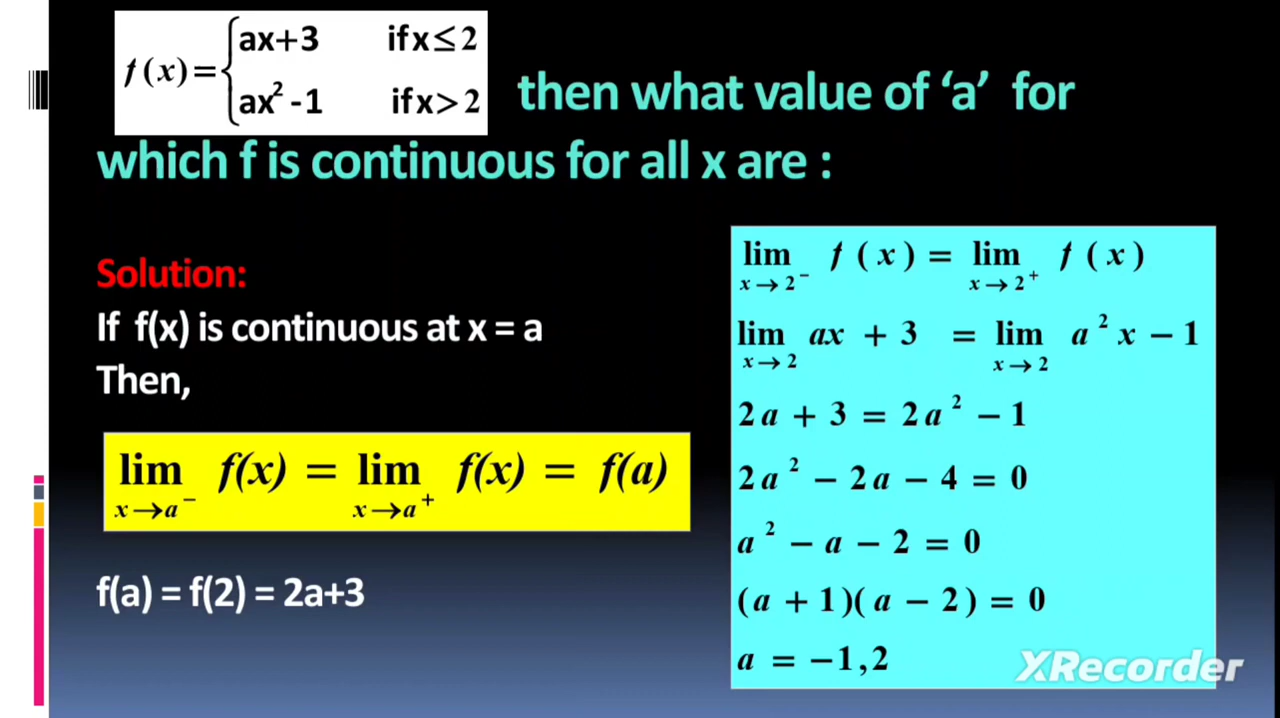 f(x)= { ax+3 if x≤2
ax² -1 if x>2
then what value of ‘a’ for
which f is continuous for all x are :
Solution:
If f(x) is continuous at x = a
Then,
lim x→a⁻ f(x) = lim x→a⁺ f(x) = f(a)
f(a) = f(2) = 2a+3
lim x→2⁻ f(x) = lim x→2⁺ f(x)
lim x→2 ax + 3 = lim x→2 a²x − 1
2a + 3 = 2a² − 1
2a² − 2a − 4 = 0
a² − a − 2 = 0
(a + 1)(a − 2) = 0
a = −1,2
XRecorder